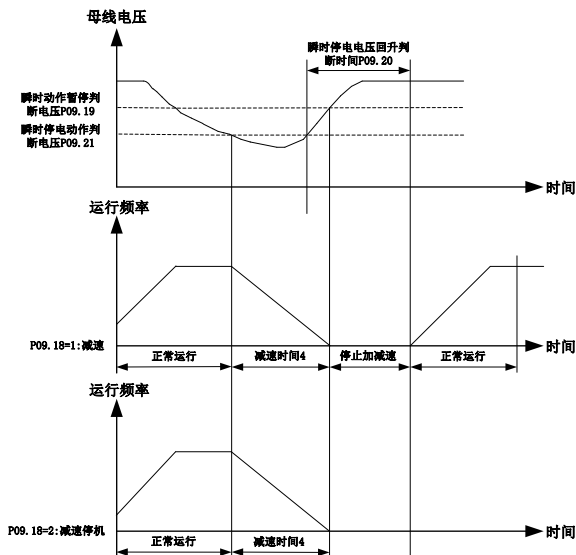 母线电压
瞬时停电电压回升判
断时间P09.20
瞬时动作暂停判
断电压P09.19
瞬时停电动作判
断电压P09.21
时间
运行频率
P09.18=1:减速
正常运行
减速时间4
停止加减速
正常运行
时间
运行频率
P09.18=2:减速停机
正常运行
减速时间4
时间